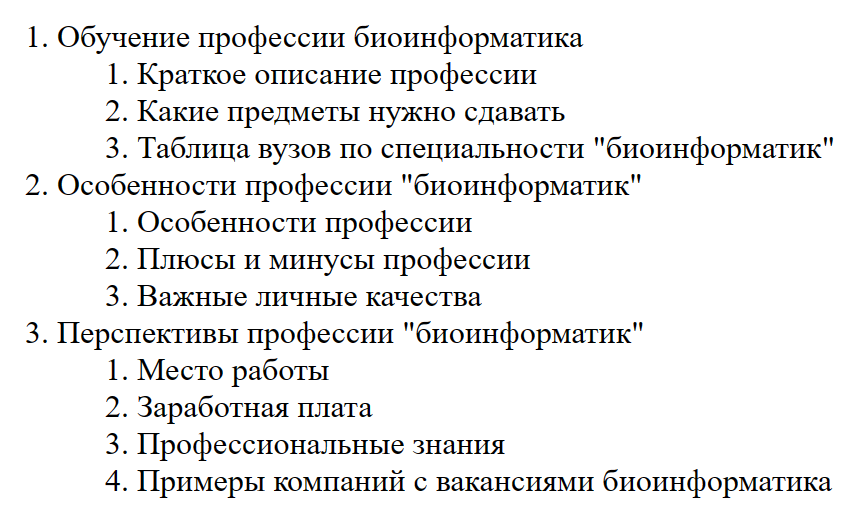 1. Обучение профессии биоинформатика
1. Краткое описание профессии
2. Какие предметы нужно сдавать
3. Таблица вузов по специальности "биоинформатик"
2. Особенности профессии "биоинформатик"
1. Особенности профессии
2. Плюсы и минусы профессии
3. Важные личные качества
3. Перспективы профессии "биоинформатик"
1. Место работы
2. Заработная плата
3. Профессиональные знания
4. Примеры компаний с вакансиями биоинформатика